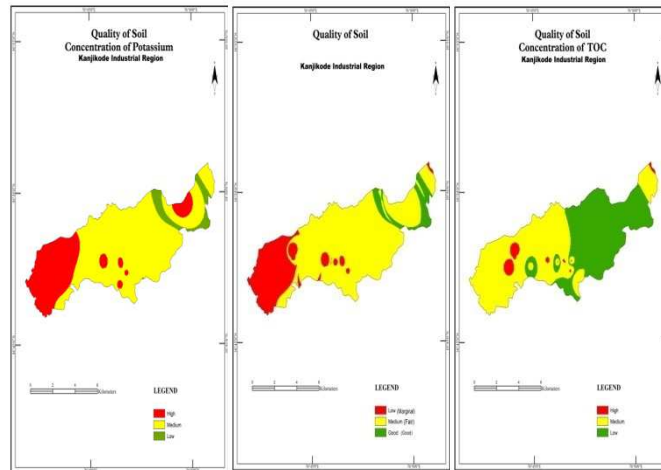 Quality of Soil
Concentration of Potassium
Kanjikode Industrial Region
LEGEND
High
Medium
Low
Quality of Soil
Kanjikode Industrial Region
LEGEND
Low (Marginal)
Medium (Fair)
Good (Good)
Quality of Soil
Concentration of TOC
Kanjikode Industrial Region
LEGEND
High
Medium
Low